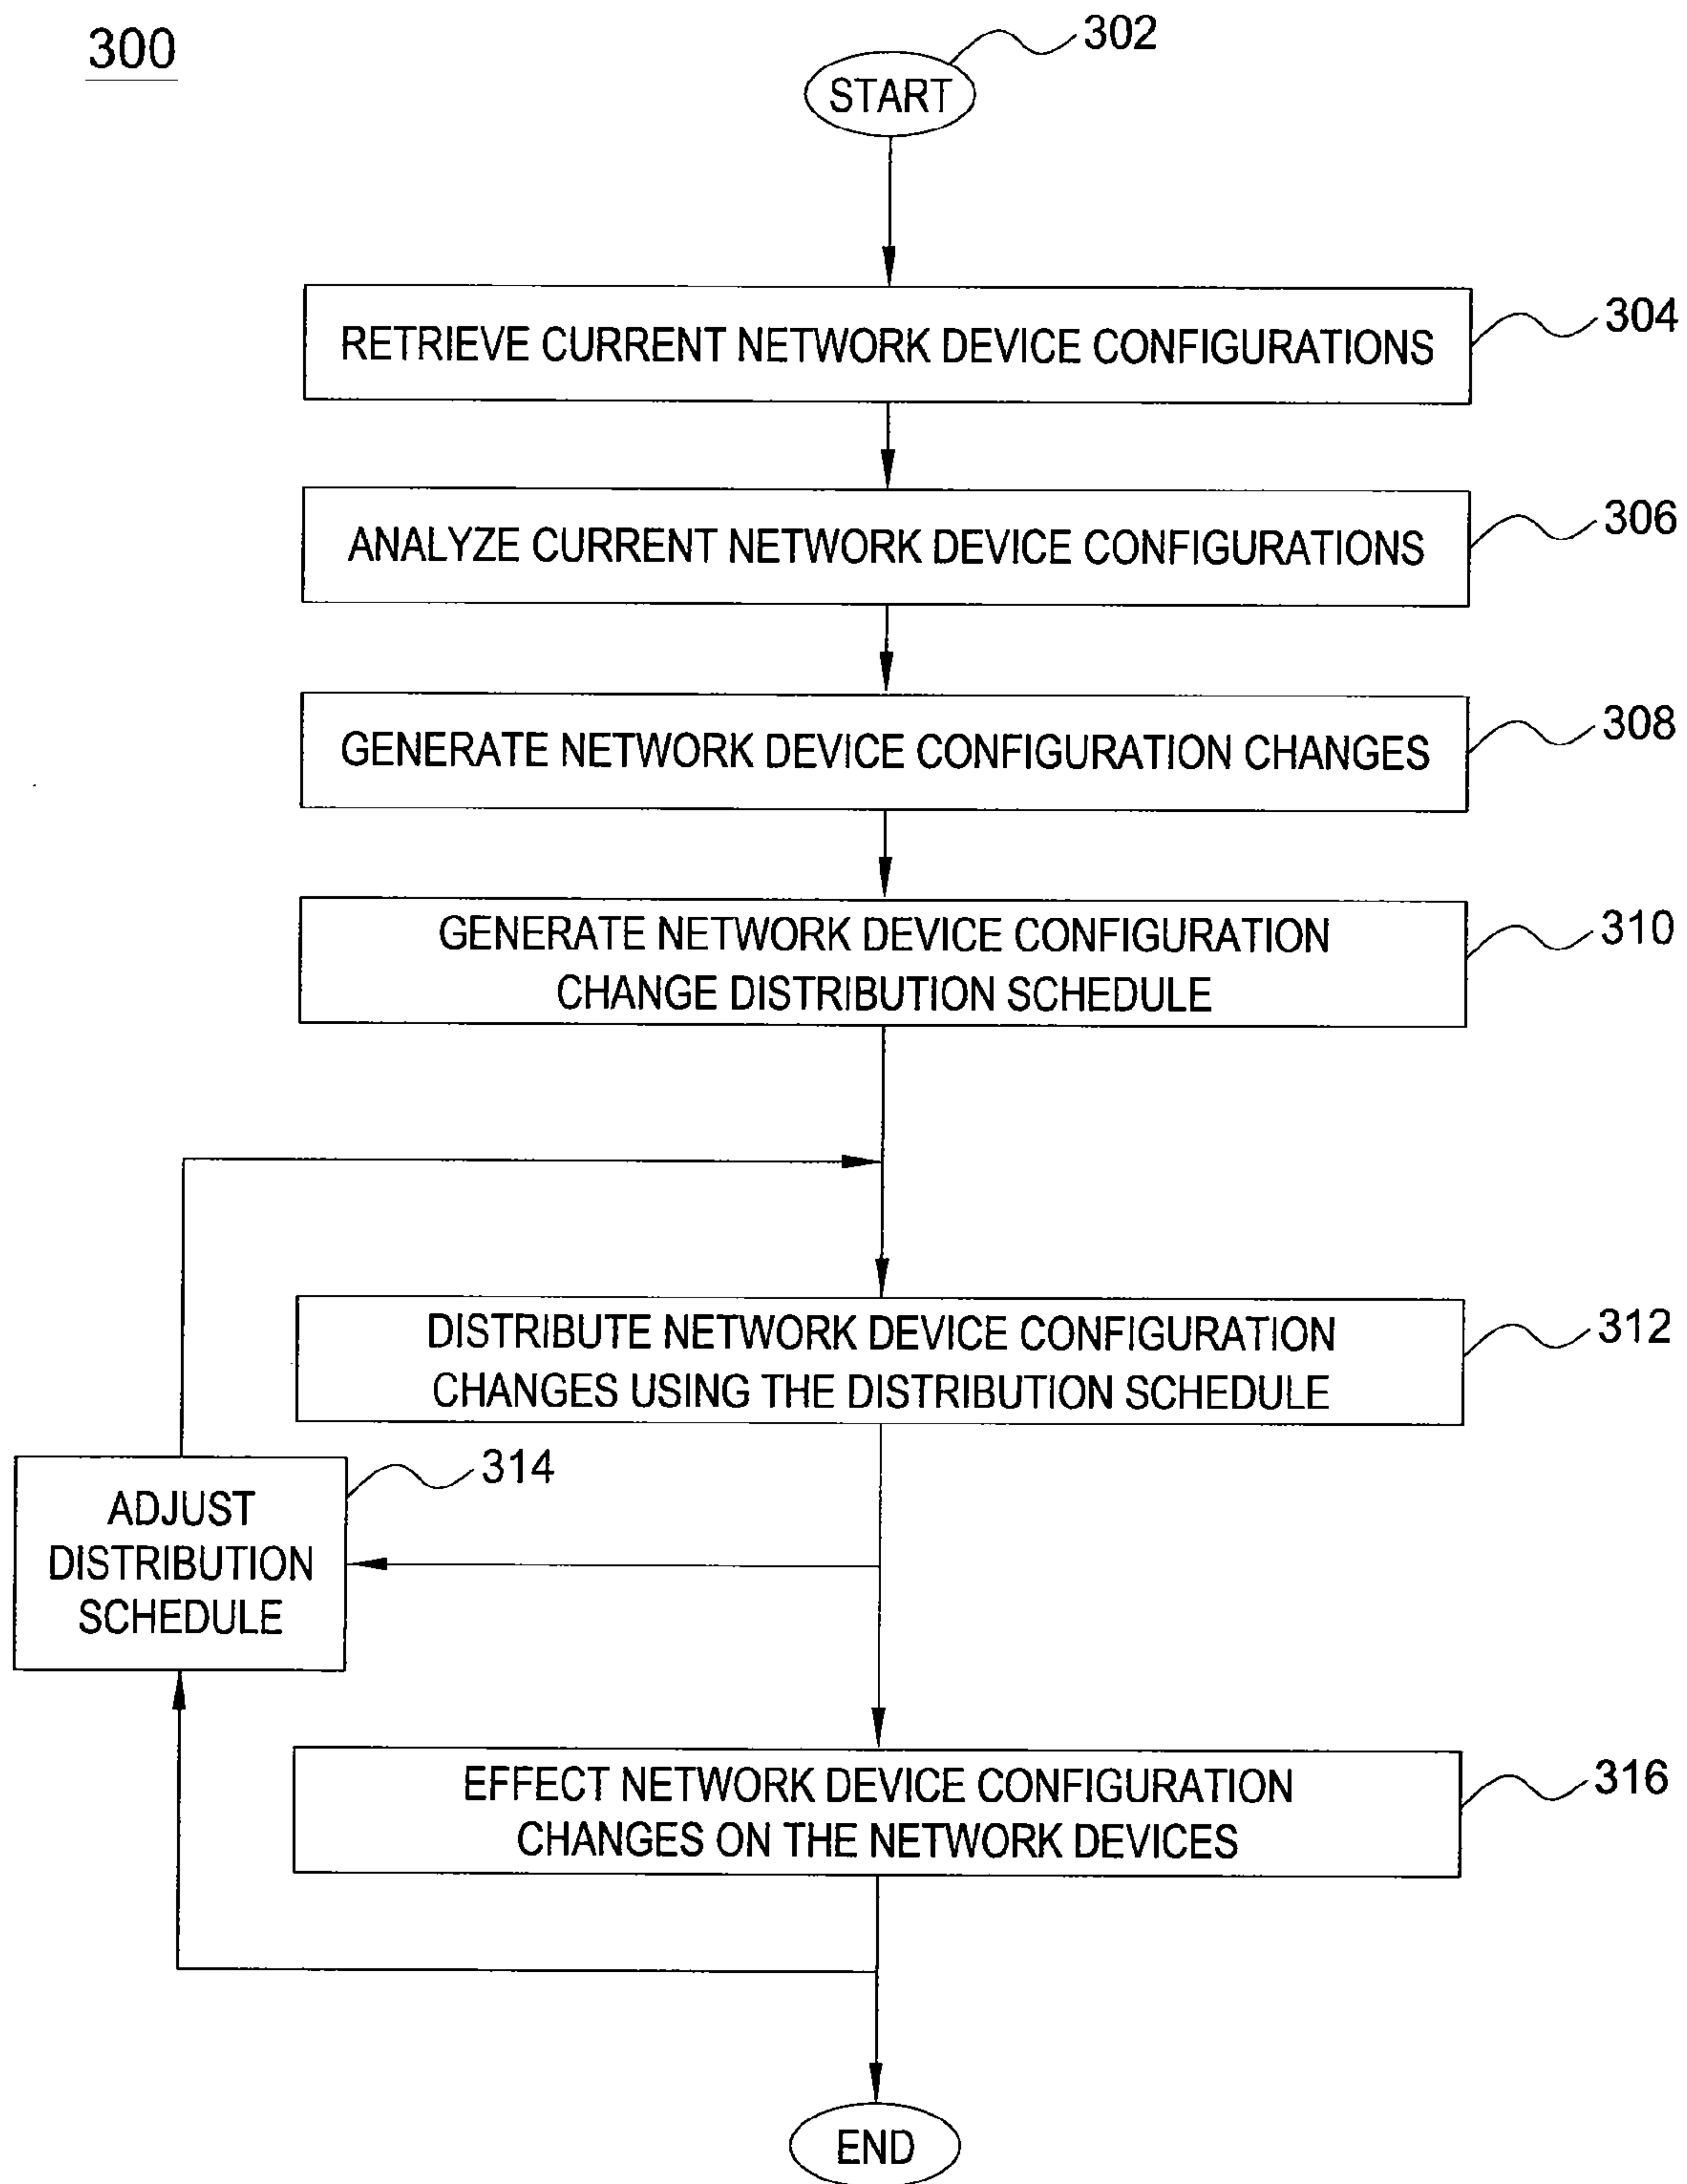 300
302
START
RETRIEVE CURRENT NETWORK DEVICE CONFIGURATIONS
304
ANALYZE CURRENT NETWORK DEVICE CONFIGURATIONS
306
GENERATE NETWORK DEVICE CONFIGURATION CHANGES
308
GENERATE NETWORK DEVICE CONFIGURATION
CHANGE DISTRIBUTION SCHEDULE
310
DISTRIBUTE NETWORK DEVICE CONFIGURATION
CHANGES USING THE DISTRIBUTION SCHEDULE
312
ADJUST
DISTRIBUTION
SCHEDULE
314
EFFECT NETWORK DEVICE CONFIGURATION
CHANGES ON THE NETWORK DEVICES
316
END